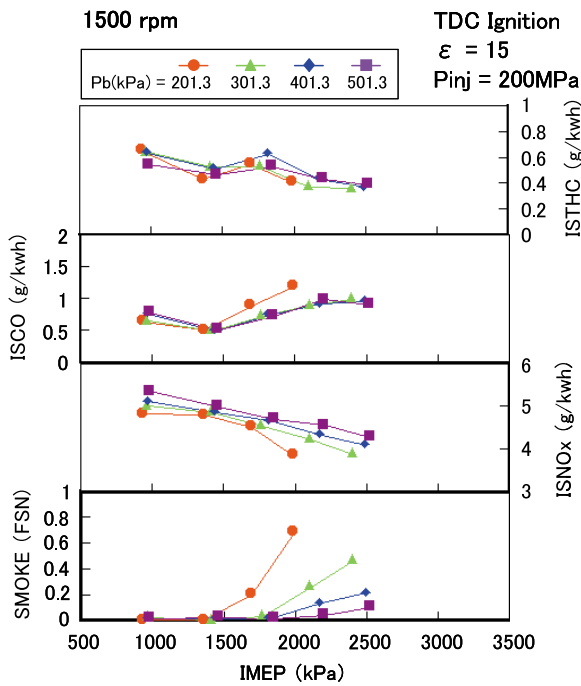 1500 rpm
TDC Ignition
ε = 15
Pinj = 200MPa
Pb(kPa) = 201.3 301.3 401.3 501.3
1
0.8
0.6
0.4
0.2
0
ISTHC (g/kwh)
2
1.5
1
0.5
0
ISCO (g/kwh)
6
5
4
3
ISNOx (g/kwh)
1
0.8
0.6
0.4
0.2
0
SMOKE (FSN)
500 1000 1500 2000 2500 3000 3500
IMEP (kPa)